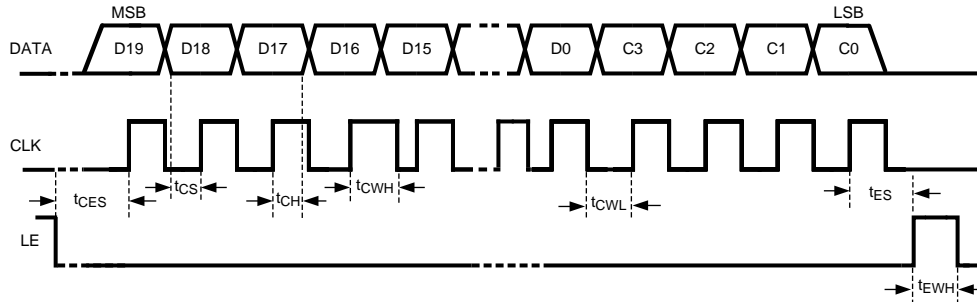 MSB LSB
DATA D19 D18 D17 D16 D15 D0 C3 C2 C1 C0
CLK
tCES tCS tCH tCWH tCWL tES
LE
tEWH